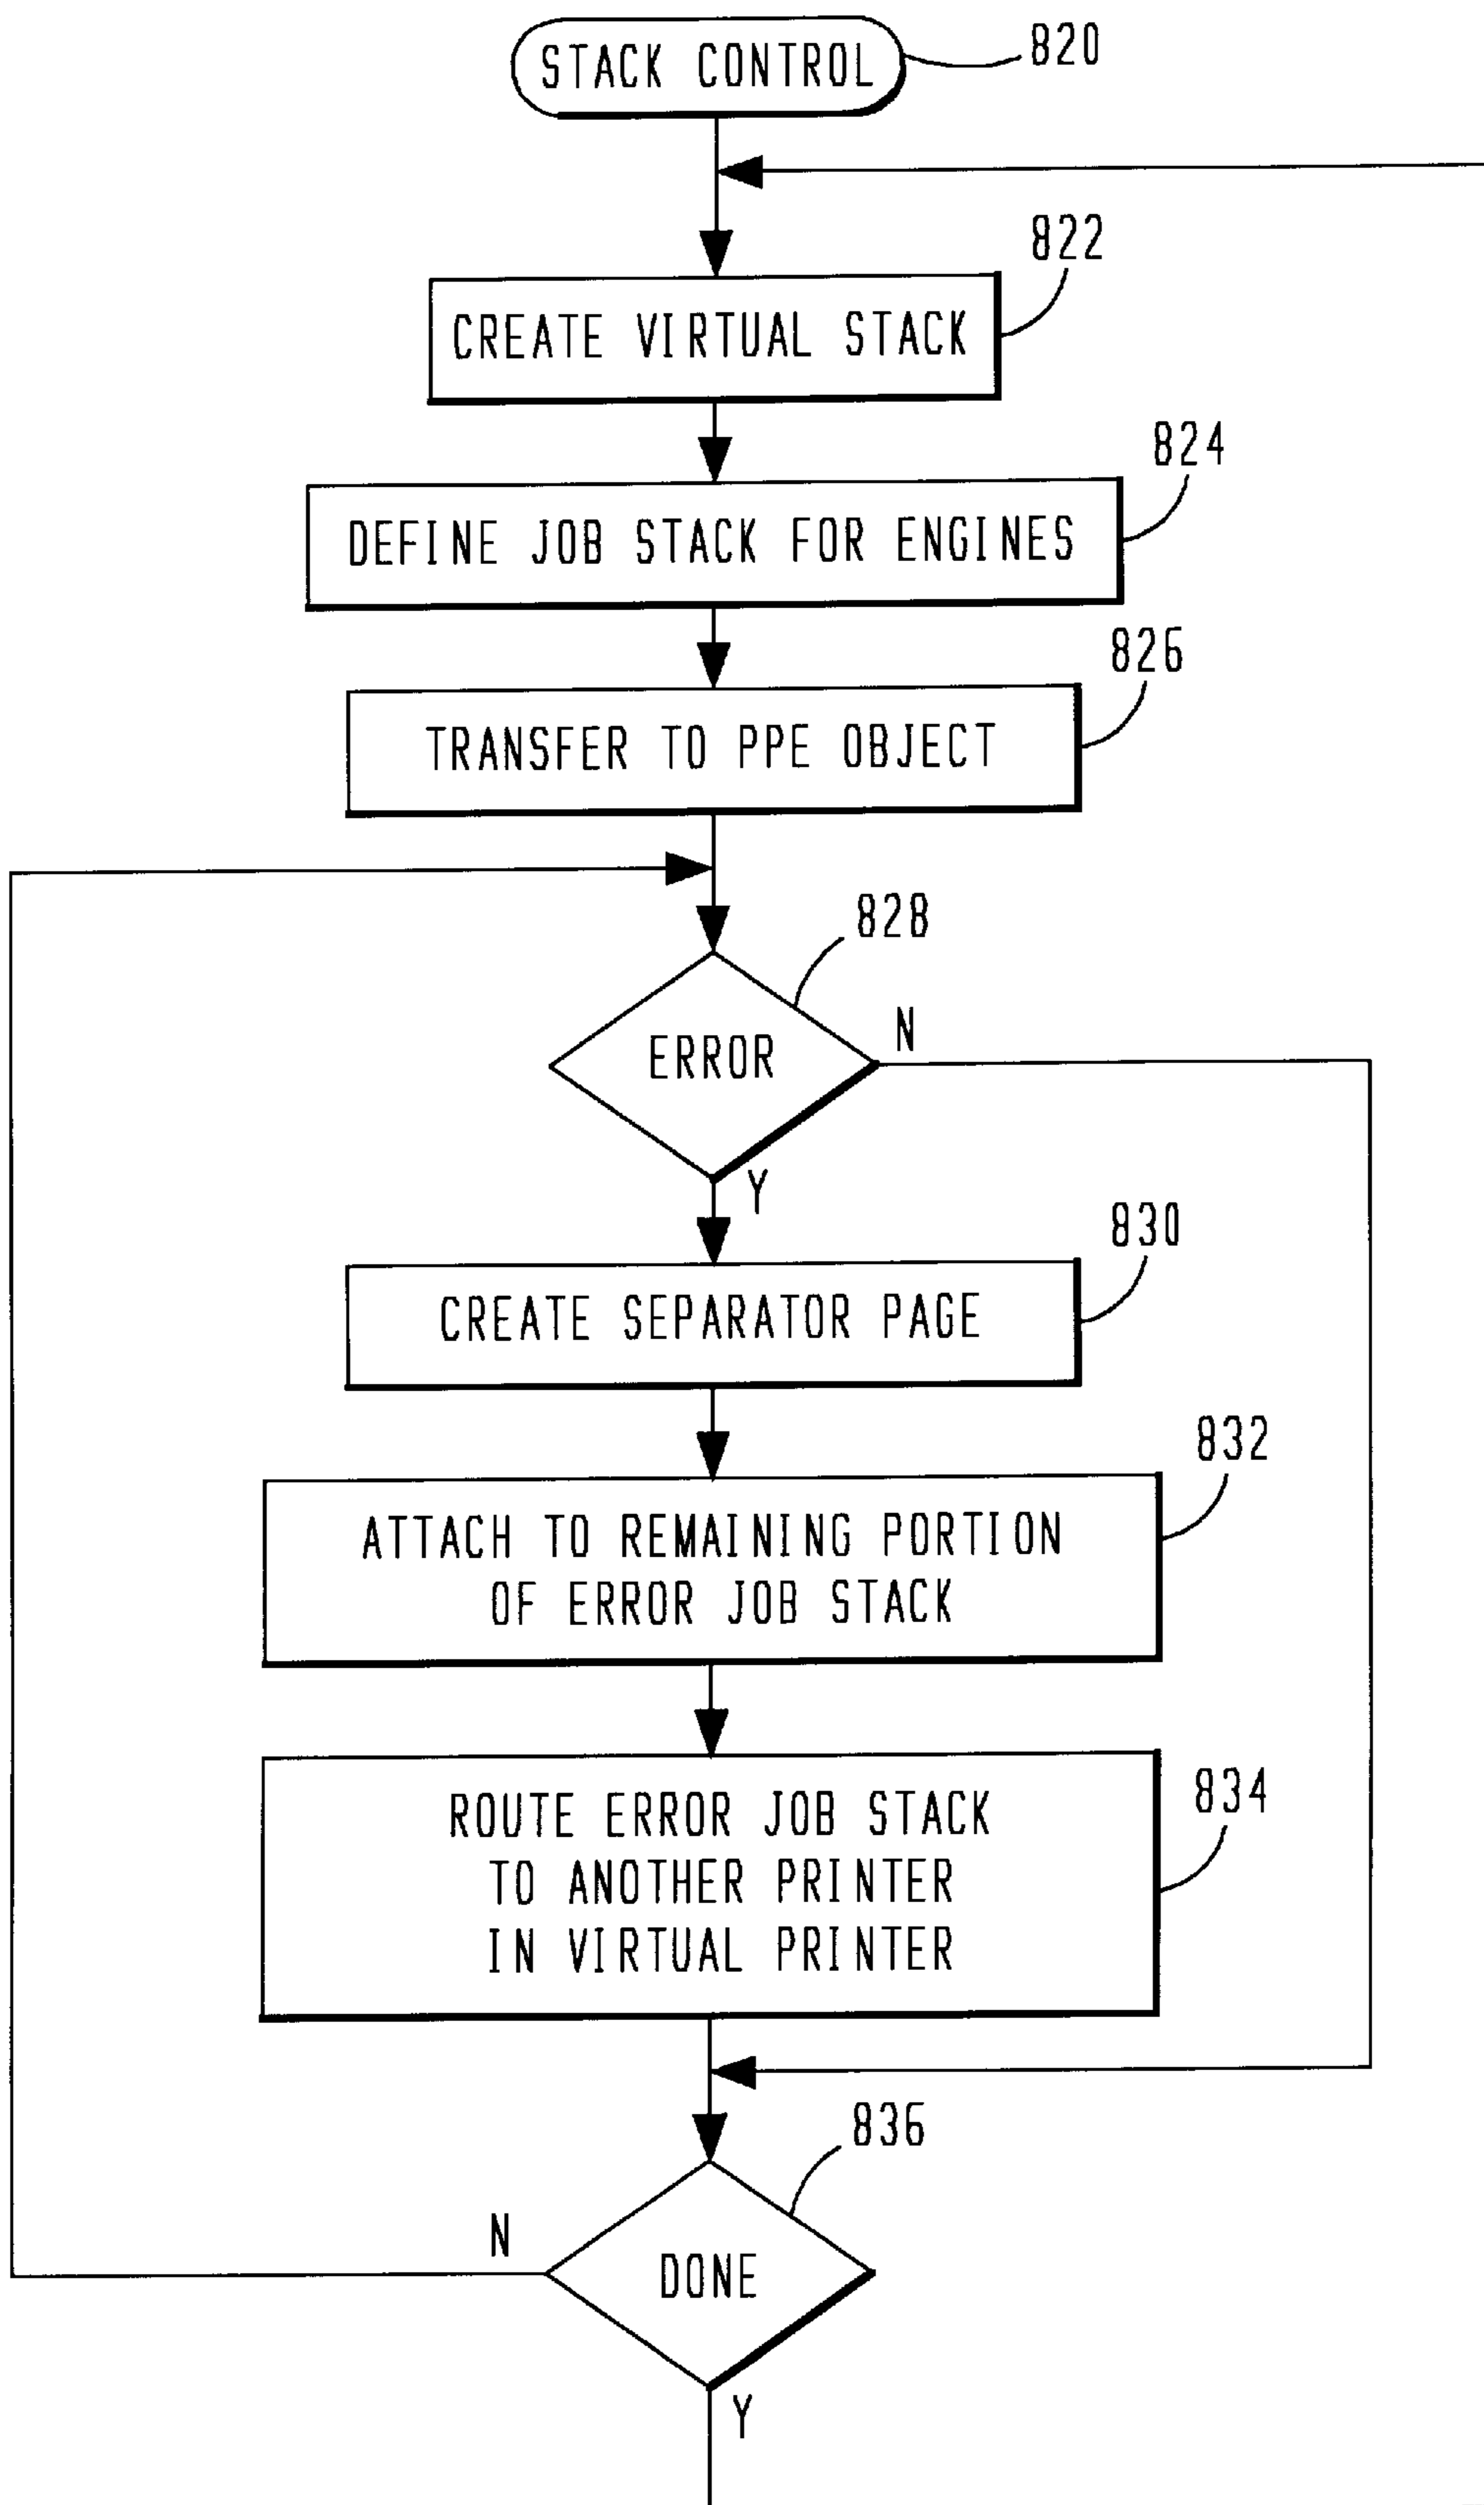 STACK CONTROL
820
822
CREATE VIRTUAL STACK
824
DEFINE JOB STACK FOR ENGINES
826
TRANSFER TO PPE OBJECT
828
ERROR
N
Y
830
CREATE SEPARATOR PAGE
832
ATTACH TO REMAINING PORTION
OF ERROR JOB STACK
834
ROUTE ERROR JOB STACK
TO ANOTHER PRINTER
IN VIRTUAL PRINTER
836
N
DONE
Y